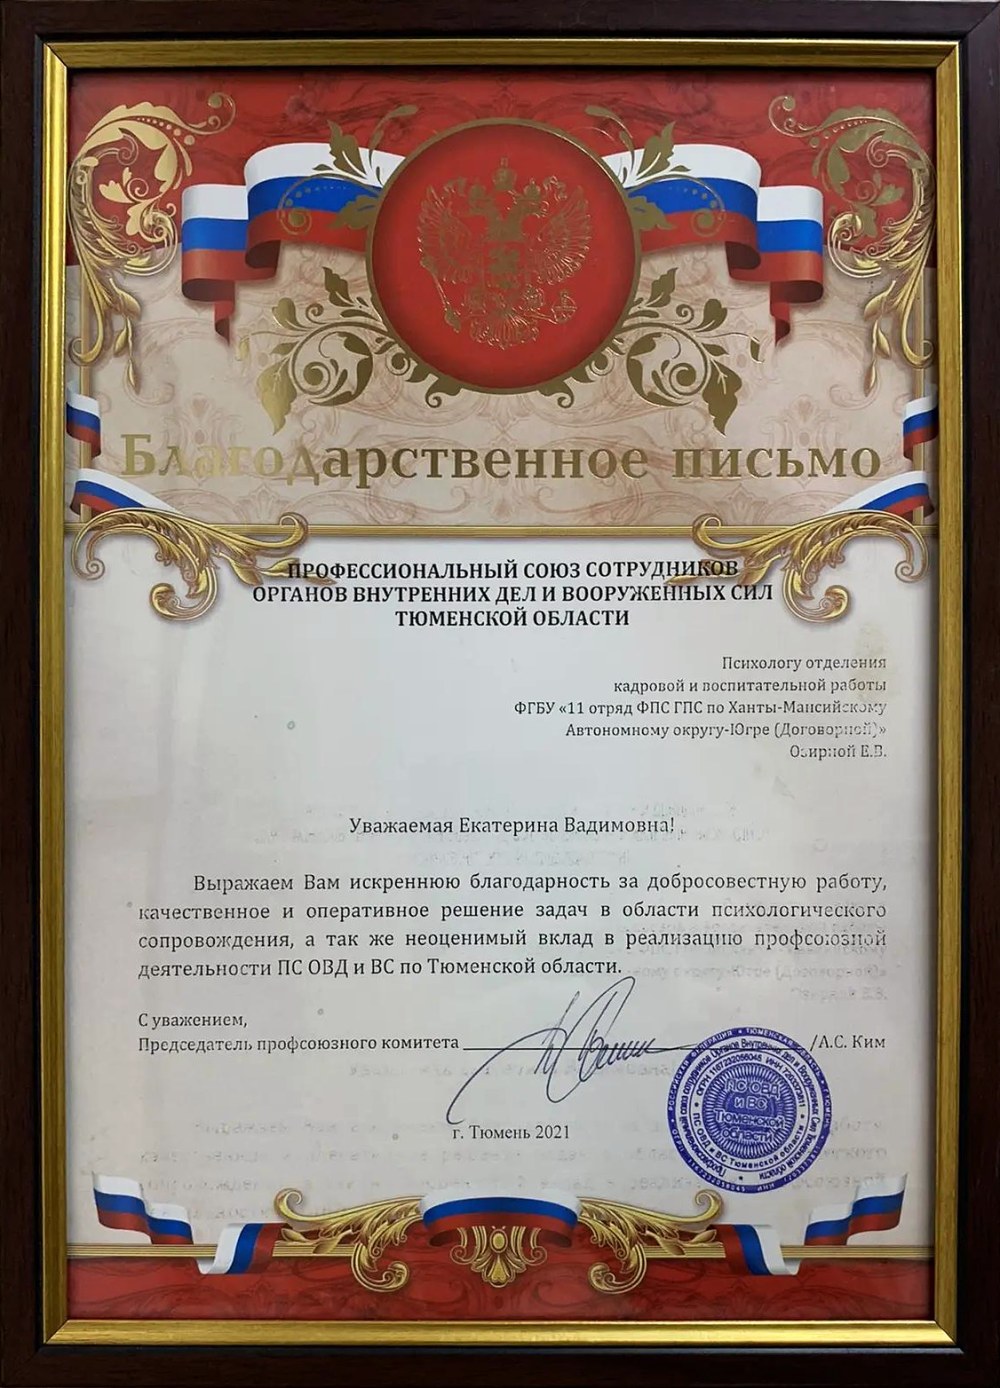 Благодарственное письмо
ПРОФЕССИОНАЛЬНЫЙ СОЮЗ СОТРУДНИКОВ
ОРГАНОВ ВНУТРЕННИХ ДЕЛ И ВООРУЖЕННЫХ СИЛ
ТЮМЕНСКОЙ ОБЛАСТИ
Психологу отделения
кадровой и воспитательной работы
ФГБУ «11 отряд ФПС ГПС по Ханты-Мансийскому
Автономному округу-Югре (Договорной)»
Е.В.
Уважаемая Екатерина Вадимовна!
Выражаем Вам искреннюю благодарность за добросовестную работу,
качественное и оперативное решение задач в области психологического
сопровождения, а так же неоценимый вклад в реализацию профсоюзной
деятельности ПС ОВД и ВС по Тюменской области.
С уважением,
Председатель профсоюзного комитета /А.С. Ким
ПС ОВД
и ВС
Тюменской
области
г. Тюмень 2021